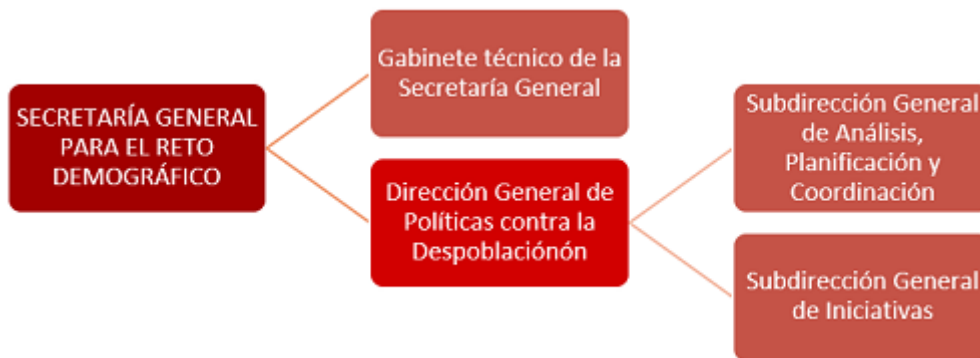 SECRETARÍA GENERAL
PARA EL RETO
DEMOGRÁFICO
Gabinete técnico de la
Secretaría General
Dirección General de
Políticas contra la
Despoblaciónón
Subdirección General
de Análisis,
Planificación y
Coordinación
Subdirección General
de Iniciativas